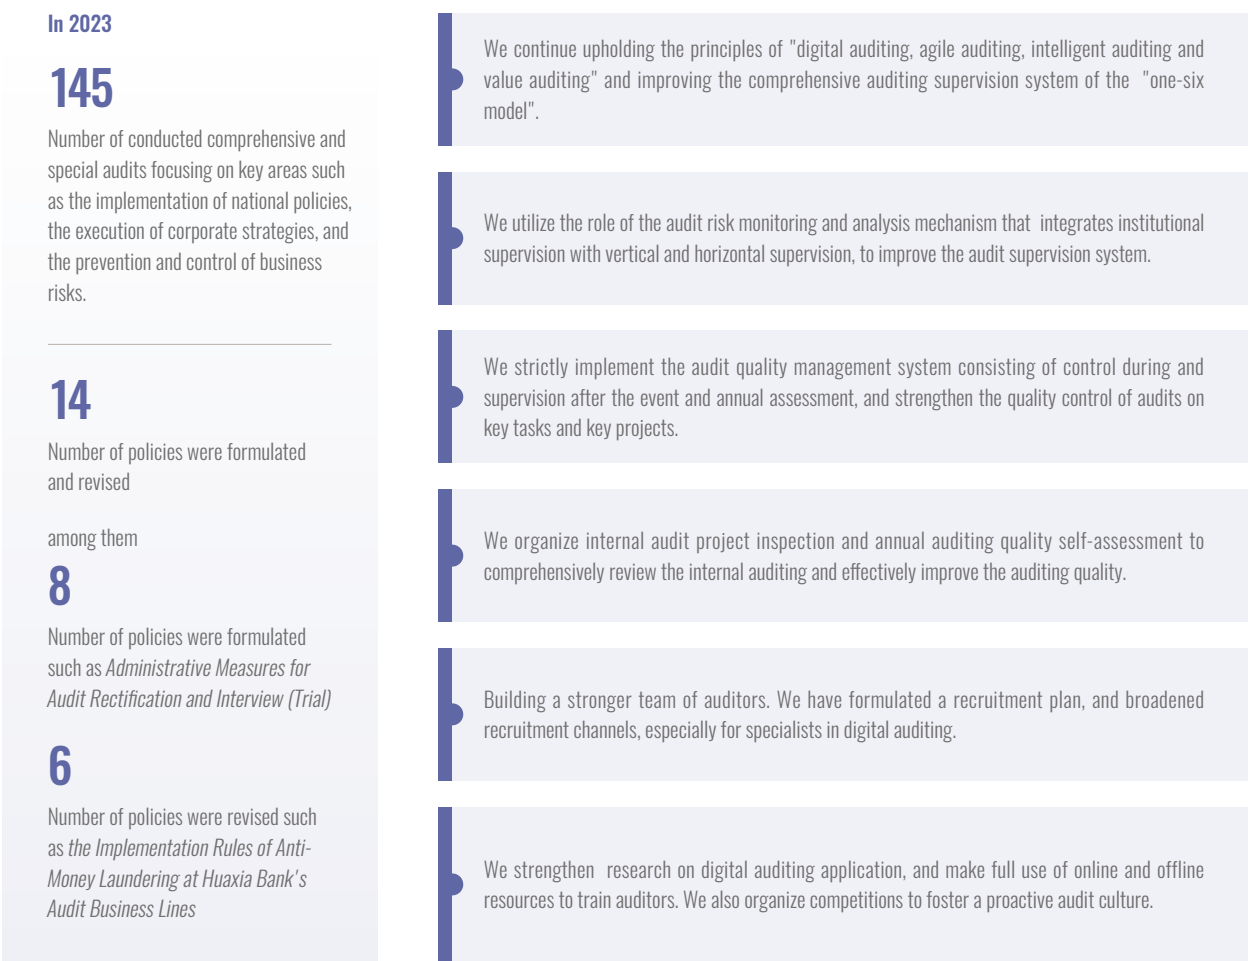 In 2023
145
Number of conducted comprehensive and
special audits focusing on key areas such
as the implementation of national policies,
the execution of corporate strategies, and
the prevention and control of business
risks.
14
Number of policies were formulated
and revised
among them
8
Number of policies were formulated
such as Administrative Measures for
Audit Rectification and Interview (Trial)
6
Number of policies were revised such
as the Implementation Rules of Anti-
Money Laundering at Huaxia Bank's
Audit Business Lines
We continue upholding the principles of "digital auditing, agile auditing, intelligent auditing and
value auditing" and improving the comprehensive auditing supervision system of the "one-six
model".
We utilize the role of the audit risk monitoring and analysis mechanism that integrates institutional
supervision with vertical and horizontal supervision, to improve the audit supervision system.
We strictly implement the audit quality management system consisting of control during and
supervision after the event and annual assessment, and strengthen the quality control of audits on
key tasks and key projects.
We organize internal audit project inspection and annual auditing quality self-assessment to
comprehensively review the internal auditing and effectively improve the auditing quality.
Building a stronger team of auditors. We have formulated a recruitment plan, and broadened
recruitment channels, especially for specialists in digital auditing.
We strengthen research on digital auditing application, and make full use of online and offline
resources to train auditors. We also organize competitions to foster a proactive audit culture.